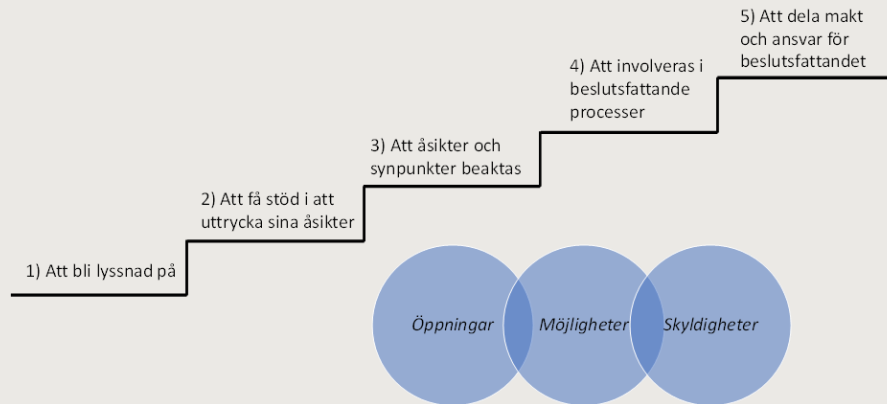 1) Att bli lyssnad på
2) Att få stöd i att
uttrycka sina åsikter
3) Att åsikter och
synpunkter beaktas
4) Att involveras i
beslutsfattande
processer
5) Att dela makt
och ansvar för
beslutsfattandet
Öppningar
Möjligheter
Skyldigheter